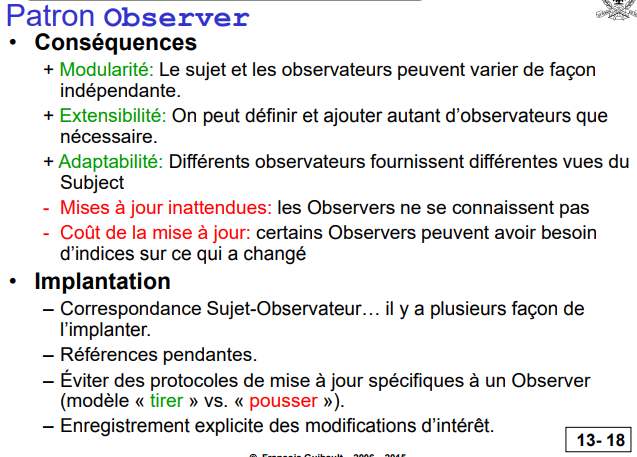 Patron Observer
• Conséquences
+ Modularité: Le sujet et les observateurs peuvent varier de façon
indépendante.
+ Extensibilité: On peut définir et ajouter autant d'observateurs que
nécessaire.
+ Adaptabilité: Différents observateurs fournissent différentes vues du
Subject
- Mises à jour inattendues: les Observers ne se connaissent pas
- Coût de la mise à jour: certains Observers peuvent avoir besoin
d'indices sur ce qui a changé
• Implantation
– Correspondance Sujet-Observateur… il y a plusieurs façon de
l'implanter.
– Références pendantes.
– Éviter des protocoles de mise à jour spécifiques à un Observer
(modèle « tirer » vs. « pousser »).
– Enregistrement explicite des modifications d'intérêt.
13- 18
© François Guibault 2006 – 2015